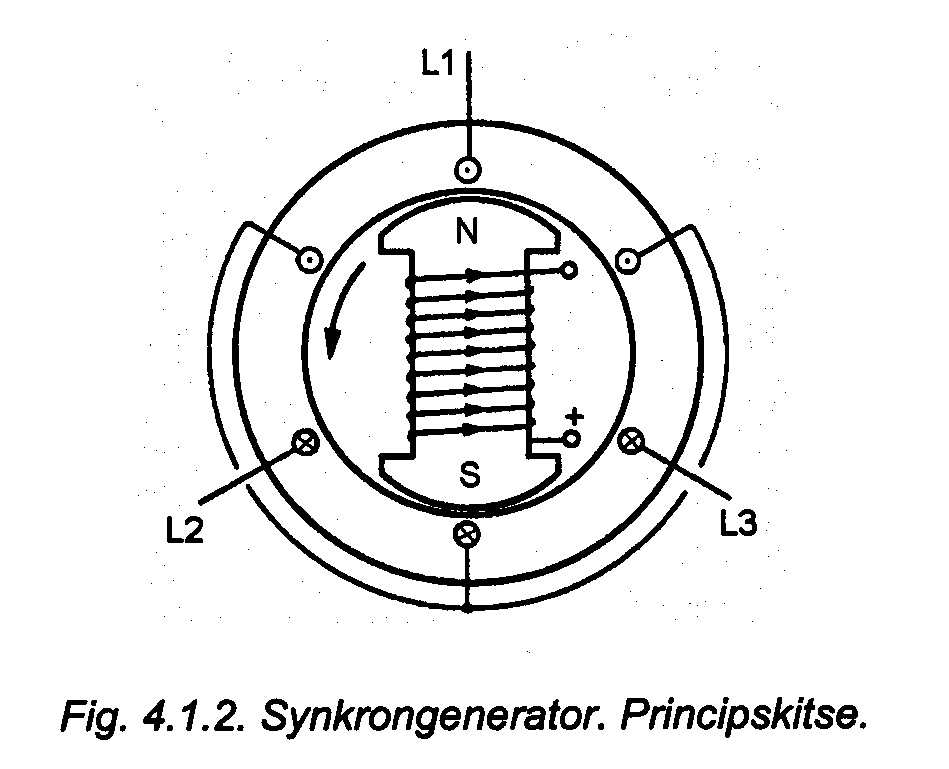 L1
N
+
S
L2
L3
Fig. 4.1.2. Synkrongenerator. Principskitse.